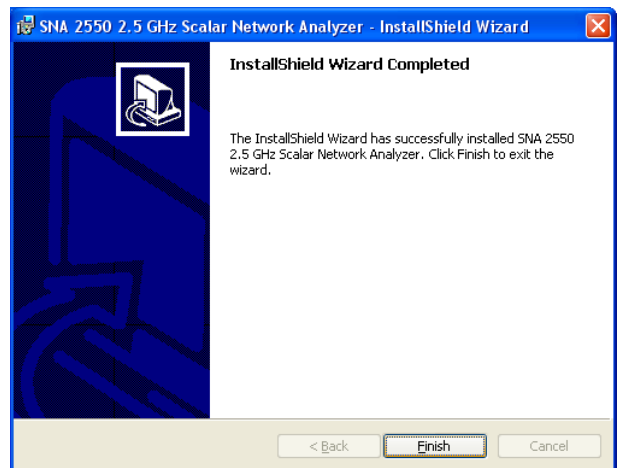 SNA 2550 2.5 GHz Scalar Network Analyzer - InstallShield Wizard
InstallShield Wizard Completed
The InstallShield Wizard has successfully installed SNA 2550
2.5 GHz Scalar Network Analyzer. Click Finish to exit the
wizard.
< Back
Finish
Cancel